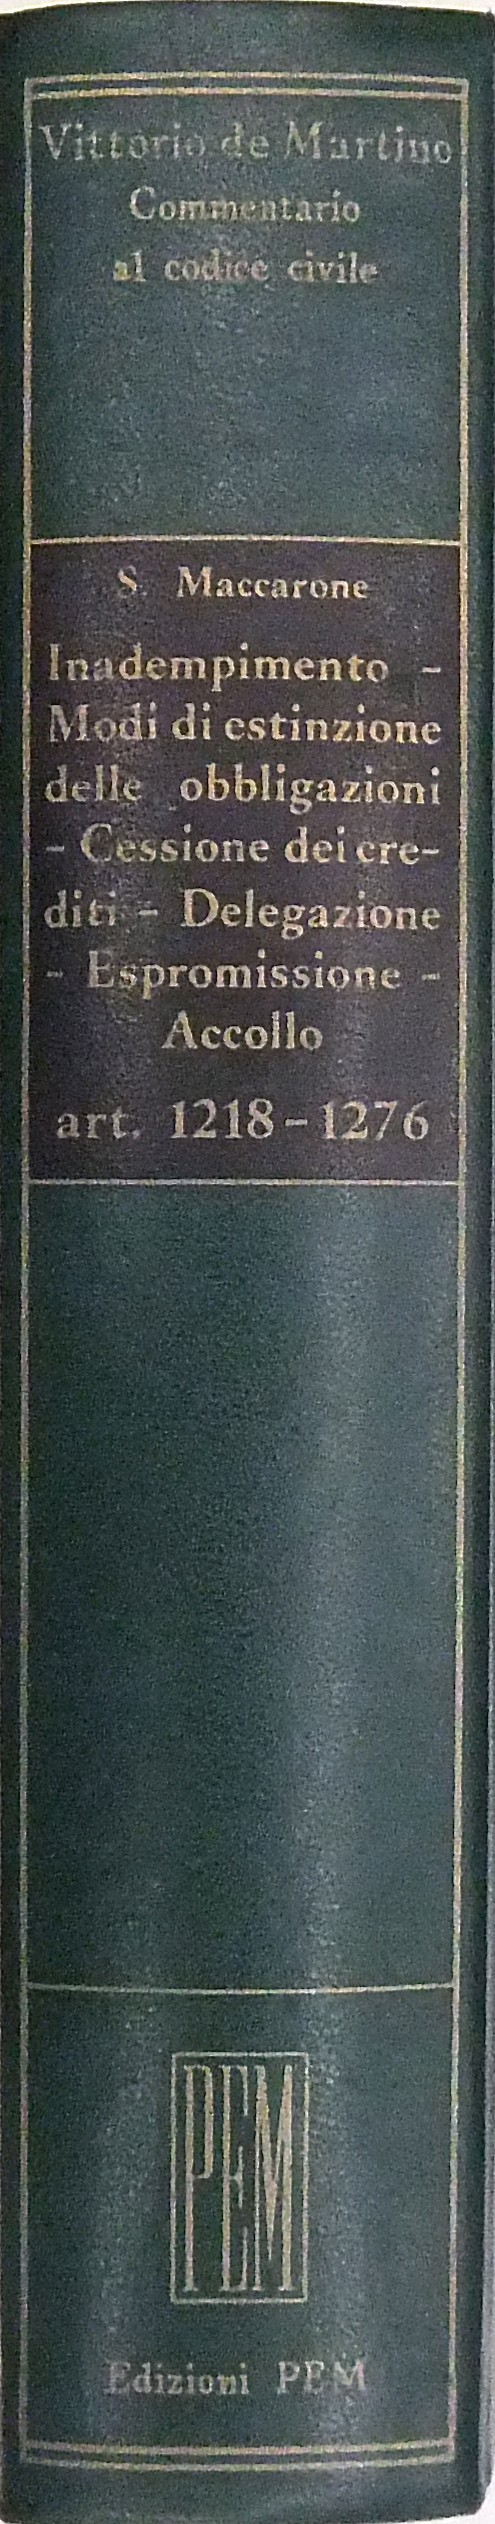 Vittorio de Martino
Commentario
al codice civile
S. Maccarone
Inadempimento -
Modi di estinzione
delle obbligazioni
- Cessione dei cre-
diti - Delegazione
- Espromissione -
Accollo
art. 1218-1276
PEM
Edizioni PEM